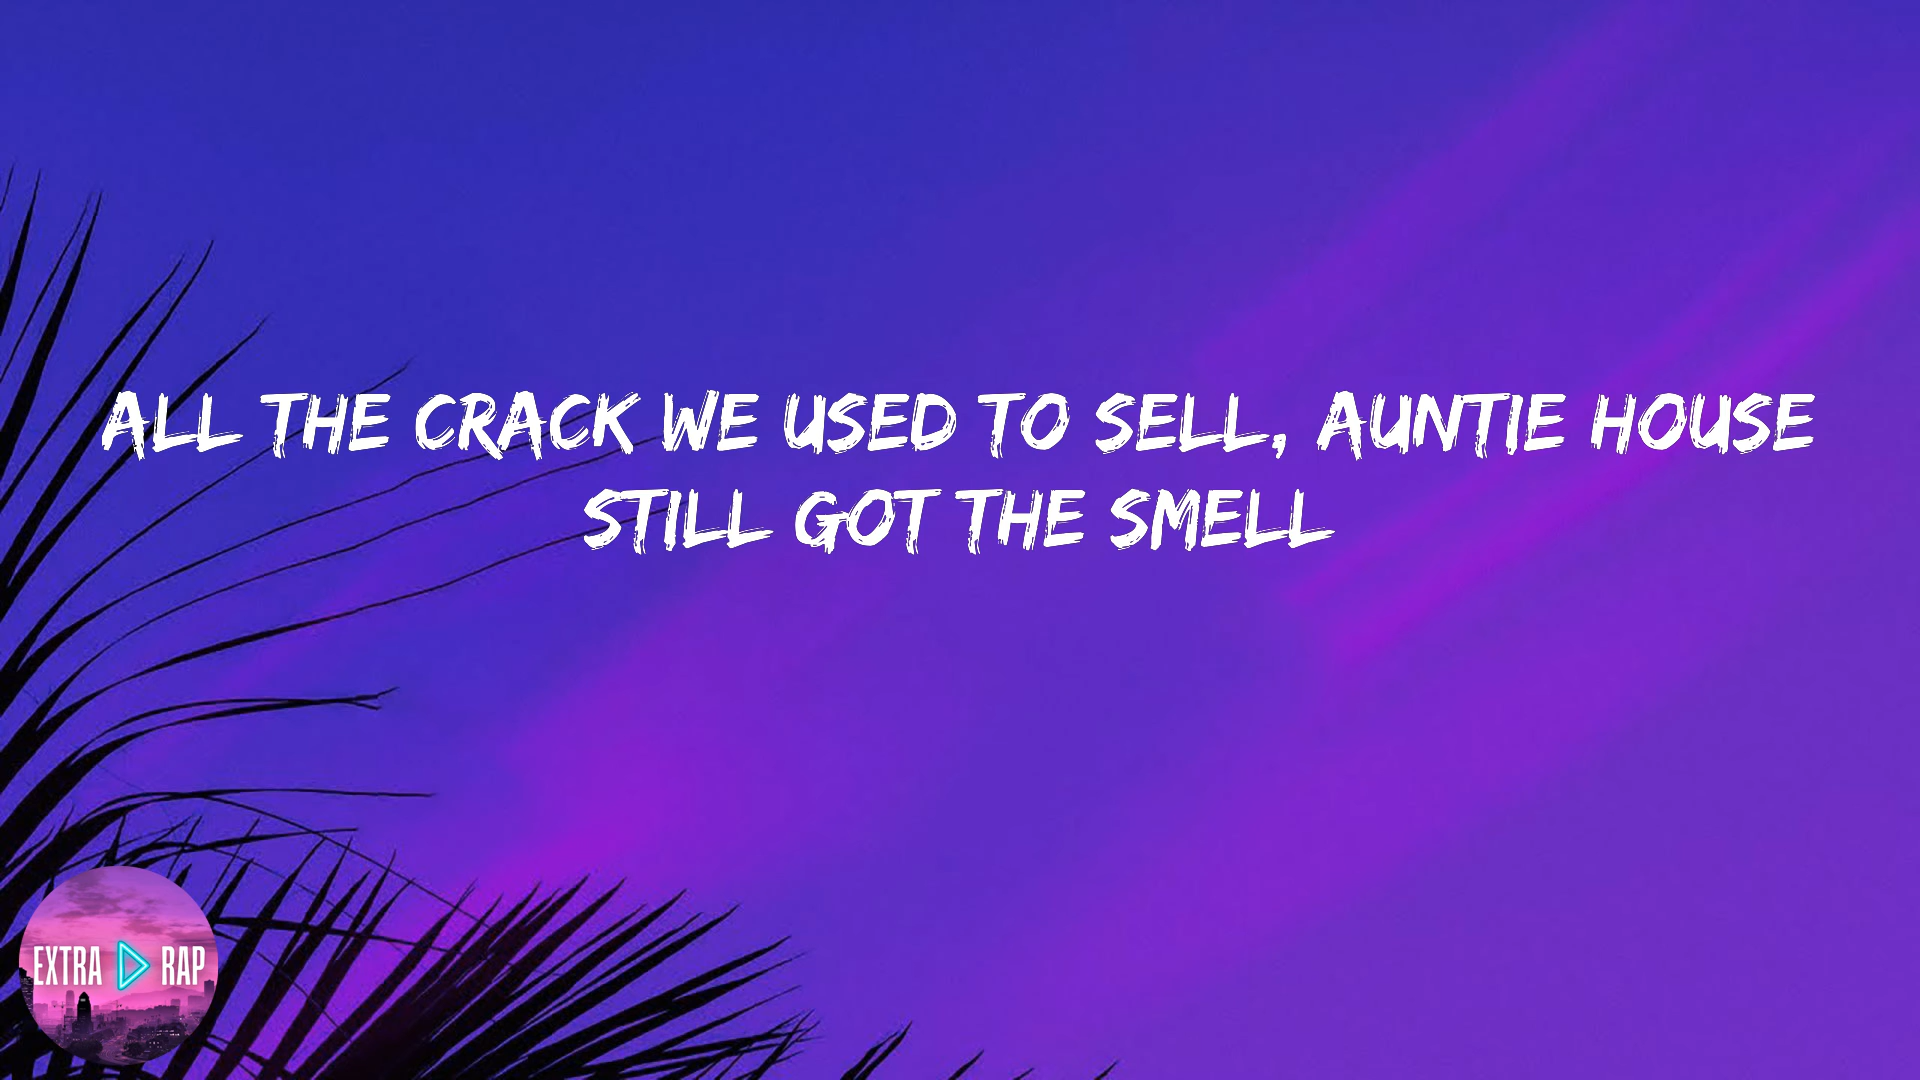 ALL THE CRACK WE USED TO SELL, AUNTIE HOUSE
STILL GOT THE SMELL
EXTRA RAP